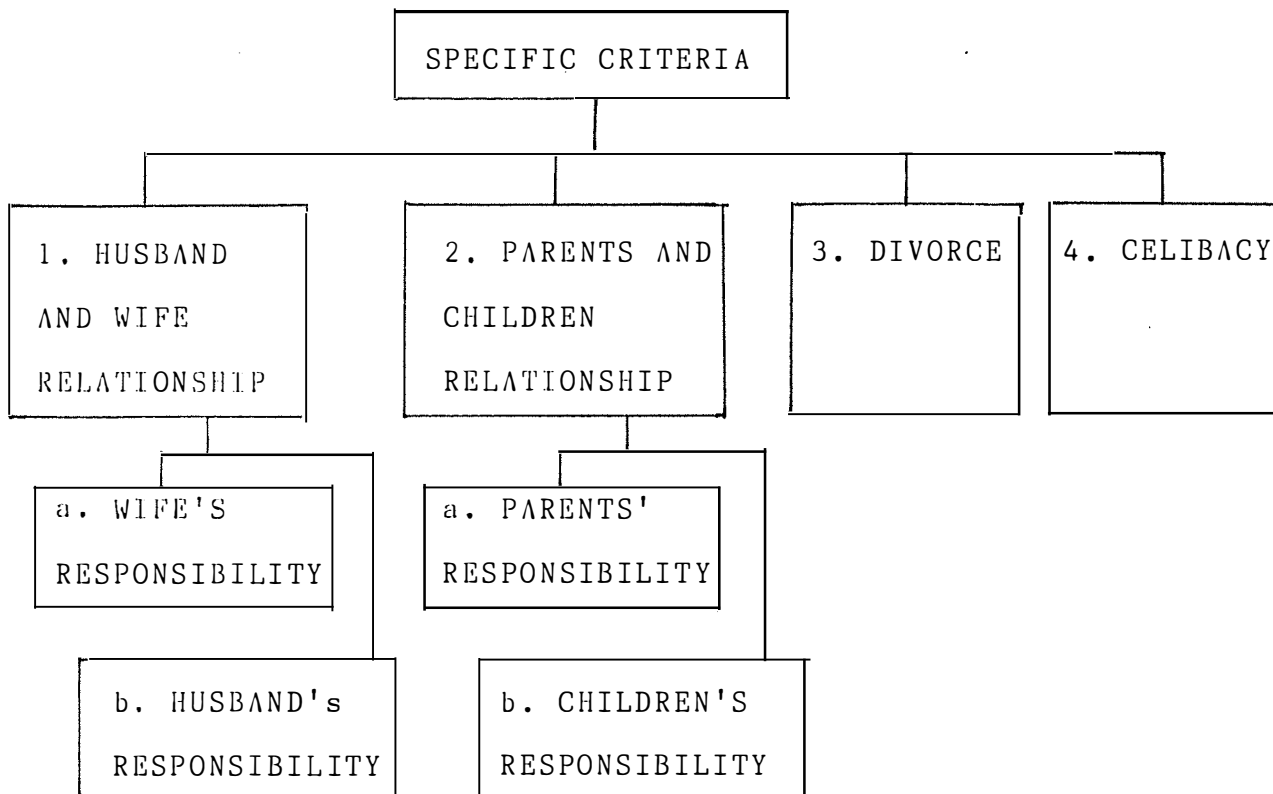 SPECIFIC CRITERIA
1. HUSBAND
AND WIFE
RELATIONSHIP
2. PARENTS AND
CHILDREN
RELATIONSHIP
3. DIVORCE
4. CELIBACY
a. WIFE'S
RESPONSIBILITY
a. PARENTS'
RESPONSIBILITY
b. HUSBAND's
RESPONSIBILITY
b. CHILDREN'S
RESPONSIBILITY